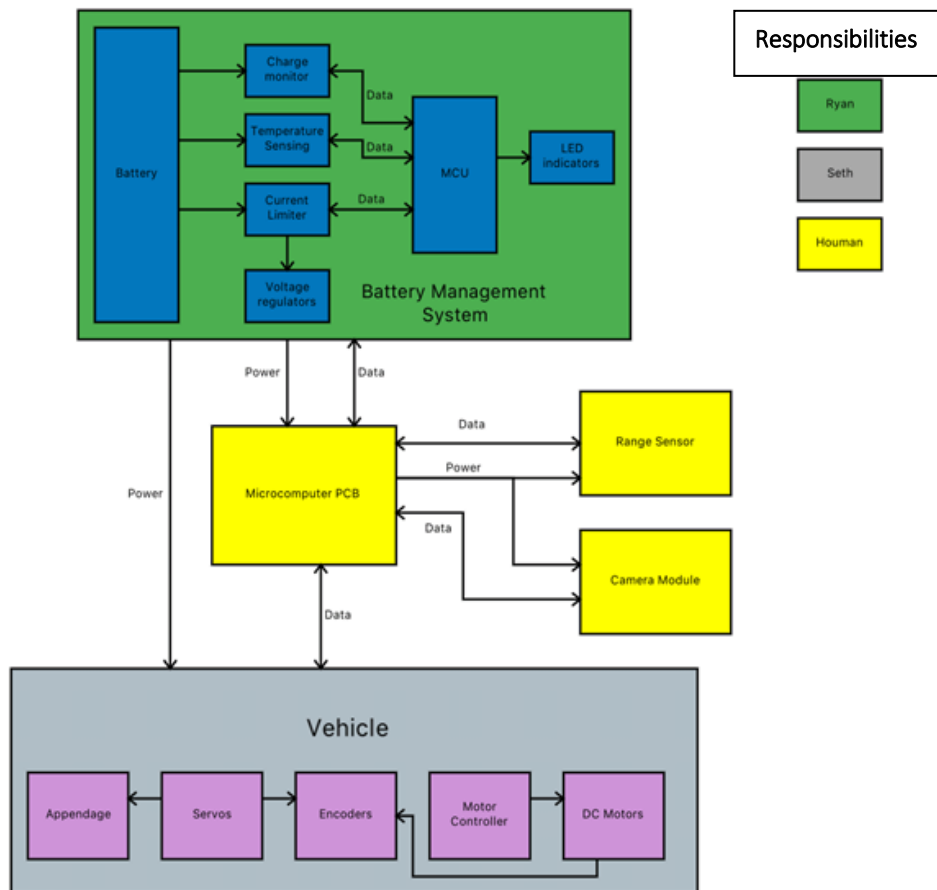 Responsibilities
Ryan
Seth
Houman
Battery
Charge
monitor
Data
Temperature
Sensing
Data
Current
Limiter
Data
MCU
LED
indicators
Voltage
regulators
Battery Management
System
Power
Data
Power
Microcomputer PCB
Data
Power
Data
Range Sensor
Camera Module
Data
Vehicle
Appendage
Servos
Encoders
Motor
Controller
DC Motors